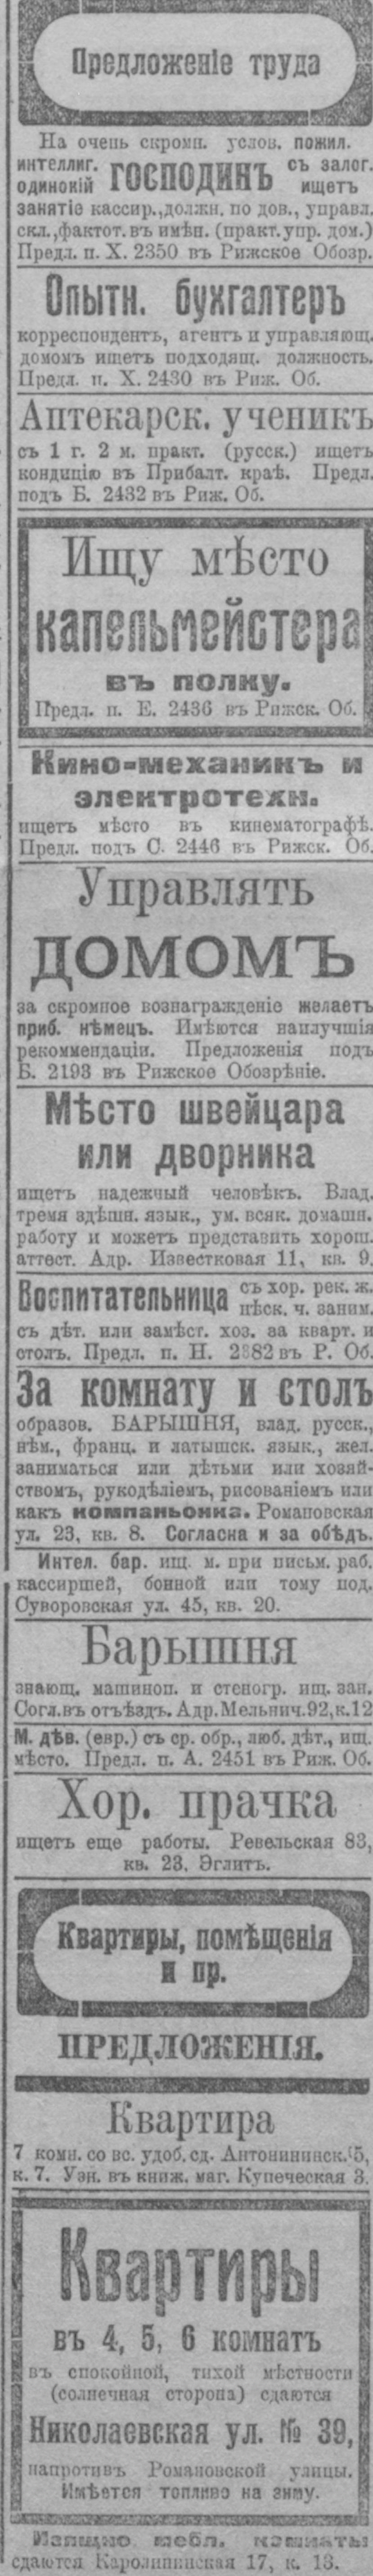 Предложеніе труда
На очень скромн. услов. пожил.
интеллиг. ГОСПОДИНЪ съ залог.
одинокій ищетъ
занятіе кассир., должн. по дов., управл.
скл., фактот. въ имѣн. (практ. упр. дом.)
Предл. п. Х. 2350 въ Рижское Обозр.
Опытн. бухгалтеръ
корреспондентъ, агентъ и управляющ.
домомъ ищетъ подходящ. должность.
Предл. п. Х. 2430 въ Риж. Об.
Аптекарск. ученикъ
съ 1 г. 2 м. практ. (русск.) ищетъ
кондицію въ Прибалт. краѣ. Предл.
подъ Б. 2432 въ Риж. Об.
Ищу мѣсто
капельмейстера
въ полку.
Предл. п. Е. 2436 въ Рижск. Об.
Кино-механикъ и
электротехн.
ищетъ мѣсто въ кинематографѣ.
Предл. подъ С. 2446 въ Рижск. Об.
Управлять
ДОМОМЪ
за скромное вознагражденіе желаетъ
приб. нѣмецъ. Имѣются наилучшія
рекоммендаціи. Предложенія подъ
Б. 2193 въ Рижское Обозрѣніе.
Мѣсто швейцара
или дворника
ищетъ надежный человѣкъ. Влад.
тремя здѣшн. язык., ум. всяк. домашн.
работу и можетъ представить хорош.
аттест. Адр. Известковая 11, кв. 9.
Воспитательница съ хор. рек. ж.
нѣск. ч. заним.
съ дѣт. или замѣст. хоз. за кварт. и
столъ. Предл. п. Н. 82 въ Р. Об.
За комнату и столъ
образов. БАРЫШНЯ, влад. русск.,
нѣм., франц. и латышск. язык., жел.
заниматься или дѣтьми или хозяй-
ствомъ, рукодѣліемъ, рисованіемъ или
какъ компаньонка. Романовская
ул. 23, кв. 8. Согласна и за обѣдъ.
Интел. бар. ищ. м. при письм. раб.
кассиршей, бонной или тому под.
Суворовская ул. 45, кв. 20.
Барышня
знающ. машиноп. и стеногр. ищ. зан.
Согл. въ отъѣздъ. Адр. Мельнич. 92, к. 12
М. дѣв. (евр.) съ ср. обр., люб. дѣт., ищ.
мѣсто. Предл. п. А. 2451 въ Риж. Об.
Хор. прачка
ищетъ еще работы. Ревельская 83,
кв. 23, Эглитъ.
Квартиры, помѣщенія
и пр.
ПРЕДЛОЖЕНІЯ.
Квартира
7 комн. со вс. удоб. сд. Антонининск.
к. 7. Узн. въ книж. маг. Купеческая 3.
Квартиры
въ 4, 5, 6 комнатъ
въ спокойной, тихой мѣстности
(солнечная сторона) сдаются
Николаевская ул. № 39,
напротивъ Романовской улицы.
Имѣется топливо на зиму.
Изящно мебл. комнаты
сдаются Каролининская 17, к. 13.